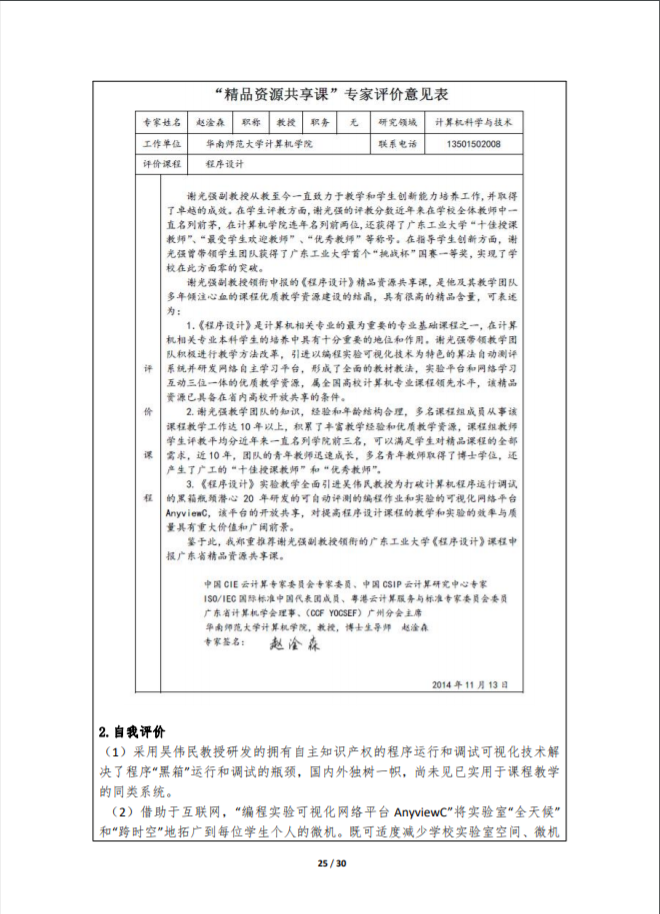 “精品资源共享课”专家评价意见表
专家姓名 赵淦森 职称 教授 职务 无 研究领域 计算机科学与技术
工作单位 华南师范大学计算机学院 联系电话 13501502008
评价课程 程序设计
评价课程
谢光强副教授从教至今一直致力于教学和学生创新能力培养工作,并取得
了卓越的成效。在学生评教方面,谢光强的评教分数近年来在学校全体教师中一
直名列前茅,在计算机学院连年名列前两位,还获得了广东工业大学“十佳授课
教师”、“最受学生欢迎教师”、“优秀教师”等称号。在指导学生创新方面,谢
光强曾带领学生团队获得了广东工业大学首个“挑战杯”国赛一等奖,实现了学
校在此方面零的突破。
谢光强副教授领衔申报的《程序设计》精品资源共享课,是他及其教学团队
多年倾注心血的课程优质教学资源建设的结晶,具有很高的精品含量,可表述
为:
1.《程序设计》是计算机相关专业的最为重要的专业基础课程之一,在计算
机相关专业本科学生的培养中具有十分重要的地位和作用。谢光强带领教学团
队积极进行教学方法改革,引进以编程实验可视化技术为特色的算法自动测评
系统并研发网络自主学习平台,形成了全面的教材教法,实验平台和网络学习
互动三位一体的优质教学资源,属全国高校计算机专业课程领先水平,该精品
资源已具备在省内高校开放共享的条件。
2.谢光强教学团队的知识,经验和年龄结构合理,多名课程组成员从事该
课程教学工作达10年以上,积累了丰富教学经验和优质教学资源,课程组教师
学生评教平均分近年来一直名列学院前三名,可以满足学生对精品课程的全部
需求,近10年,团队的青年教师迅速成长,多名青年教师取得了博士学位,还
产生了广工的“十佳授课教师”和“优秀教师”。
3.《程序设计》实验教学全面引进吴伟民教授为打破计算机程序运行调试
的黑箱瓶颈潜心 20 年研发的可自动评测的编程作业和实验的可视化网络平台
AnyviewC,该平台的开放共享,对提高程序设计课程的教学和实验的效率与质
量具有重大价值和广阔前景。
鉴于此,我郑重推荐谢光强副教授领衔的广东工业大学《程序设计》课程申
报广东省精品资源共享课。
中国 CIE 云计算专家委员会专家委员、中国 CSIP 云计算研究中心专家
ISO/IEC 国际标准中国代表团成员、粤港云计算服务与标准专家委员会委员
广东省计算机学会理事、(CCF YOCSEF)广州分会主席
华南师范大学计算机学院,教授,博士生导师 赵淦森
专家签名: 赵淦森
2014 年 11 月 13 日
2.自我评价
(1)采用吴伟民教授研发的拥有自主知识产权的程序运行和调试可视化技术解
决了程序“黑箱”运行和调试的瓶颈,国内外独树一帜,尚未见已实用于课程教学
的同类系统。
(2)借助于互联网,“编程实验可视化网络平台 AnyviewC”将实验室“全天候”
和“跨时空”地拓广到每位学生个人的微机。既可适度减少学校实验室空间、微机
25 / 30